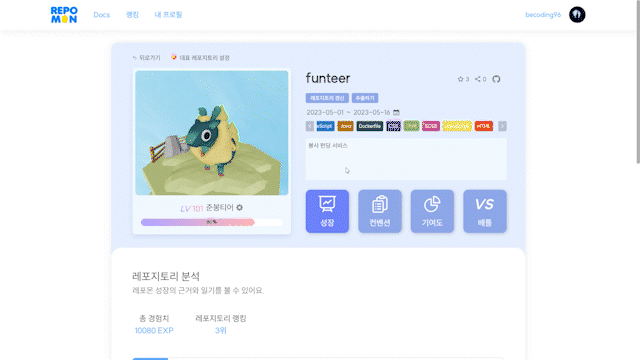 REPO
MON
Docs
랭킹
내 프로필
becoding96
뒤로가기
대표 레포지토리 설정
funteer
3
0
레포지토리 갱신
추출하기
2023-05-01 ~ 2023-05-16
Java
Dockerfile
HTML
봉사 펀딩 서비스
LV 101 준봉티어
성장
컨벤션
기여도
VS
배틀
레포지토리 분석
레포몬 성장의 근거와 일기를 볼 수 있어요.
총 경험치
레포지토리 랭킹
10080 EXP
3위